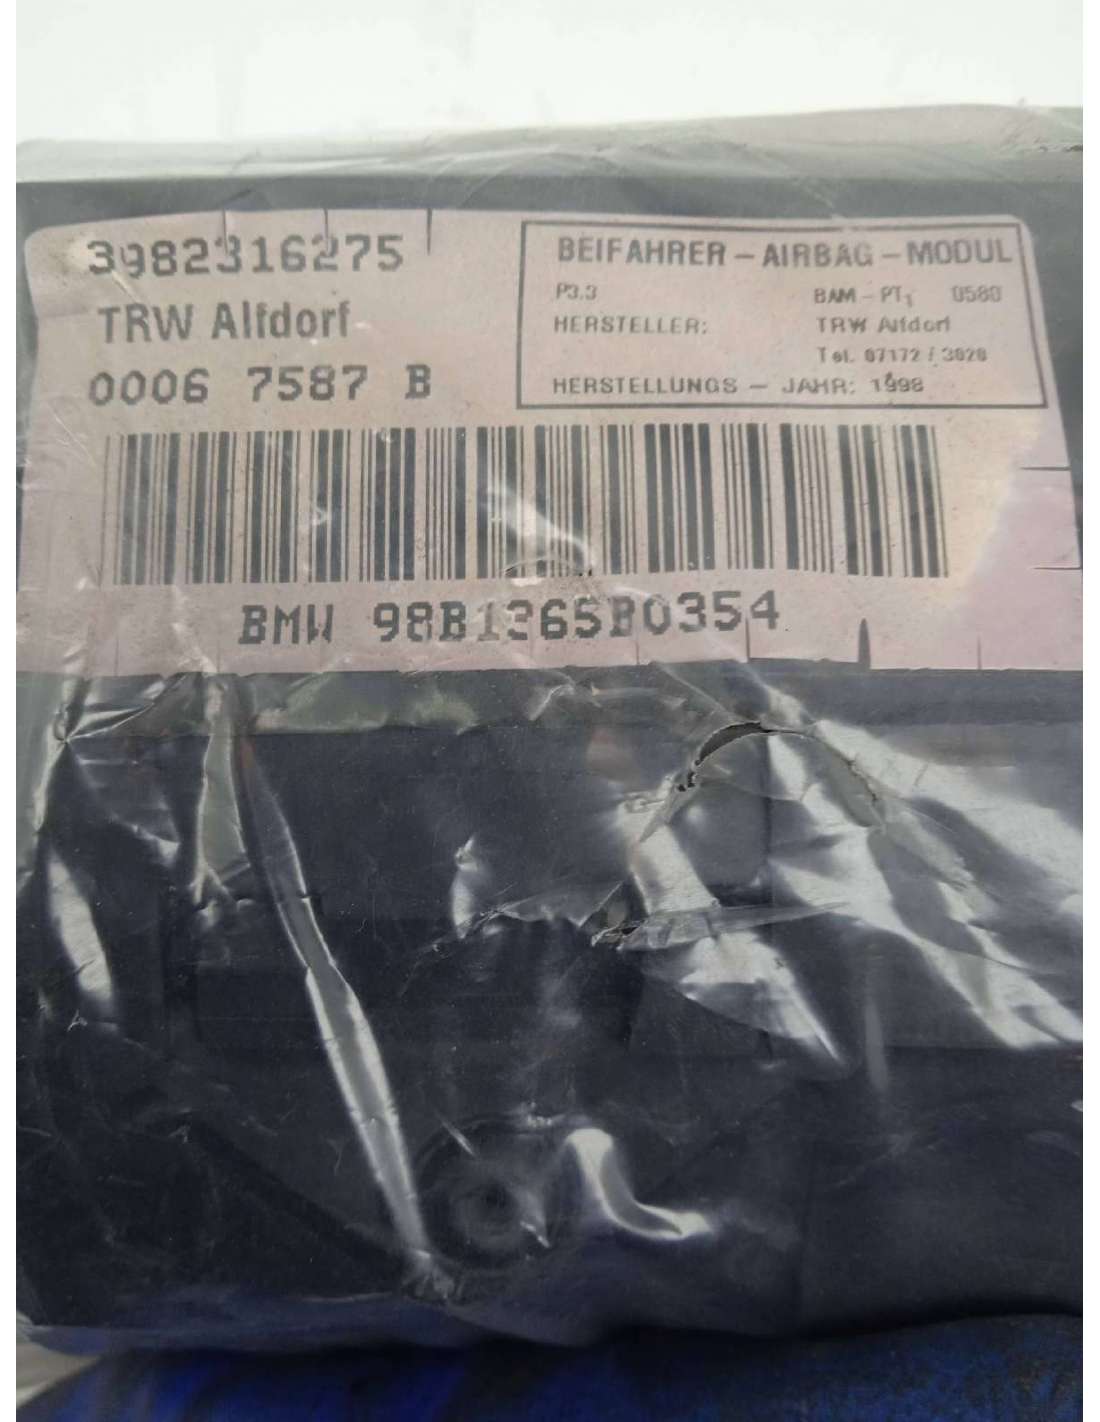 3982316275
TRW Alfdorf
0006 7587 B
BEIFAHRER - AIRBAG - MODUL
P3.3 BAM - PT1 0580
HERSTELLER: TRW Alfdorf
Tel. 07172 / 3020
HERSTELLUNGS - JAHR: 1998
BMW 98B1365B0354